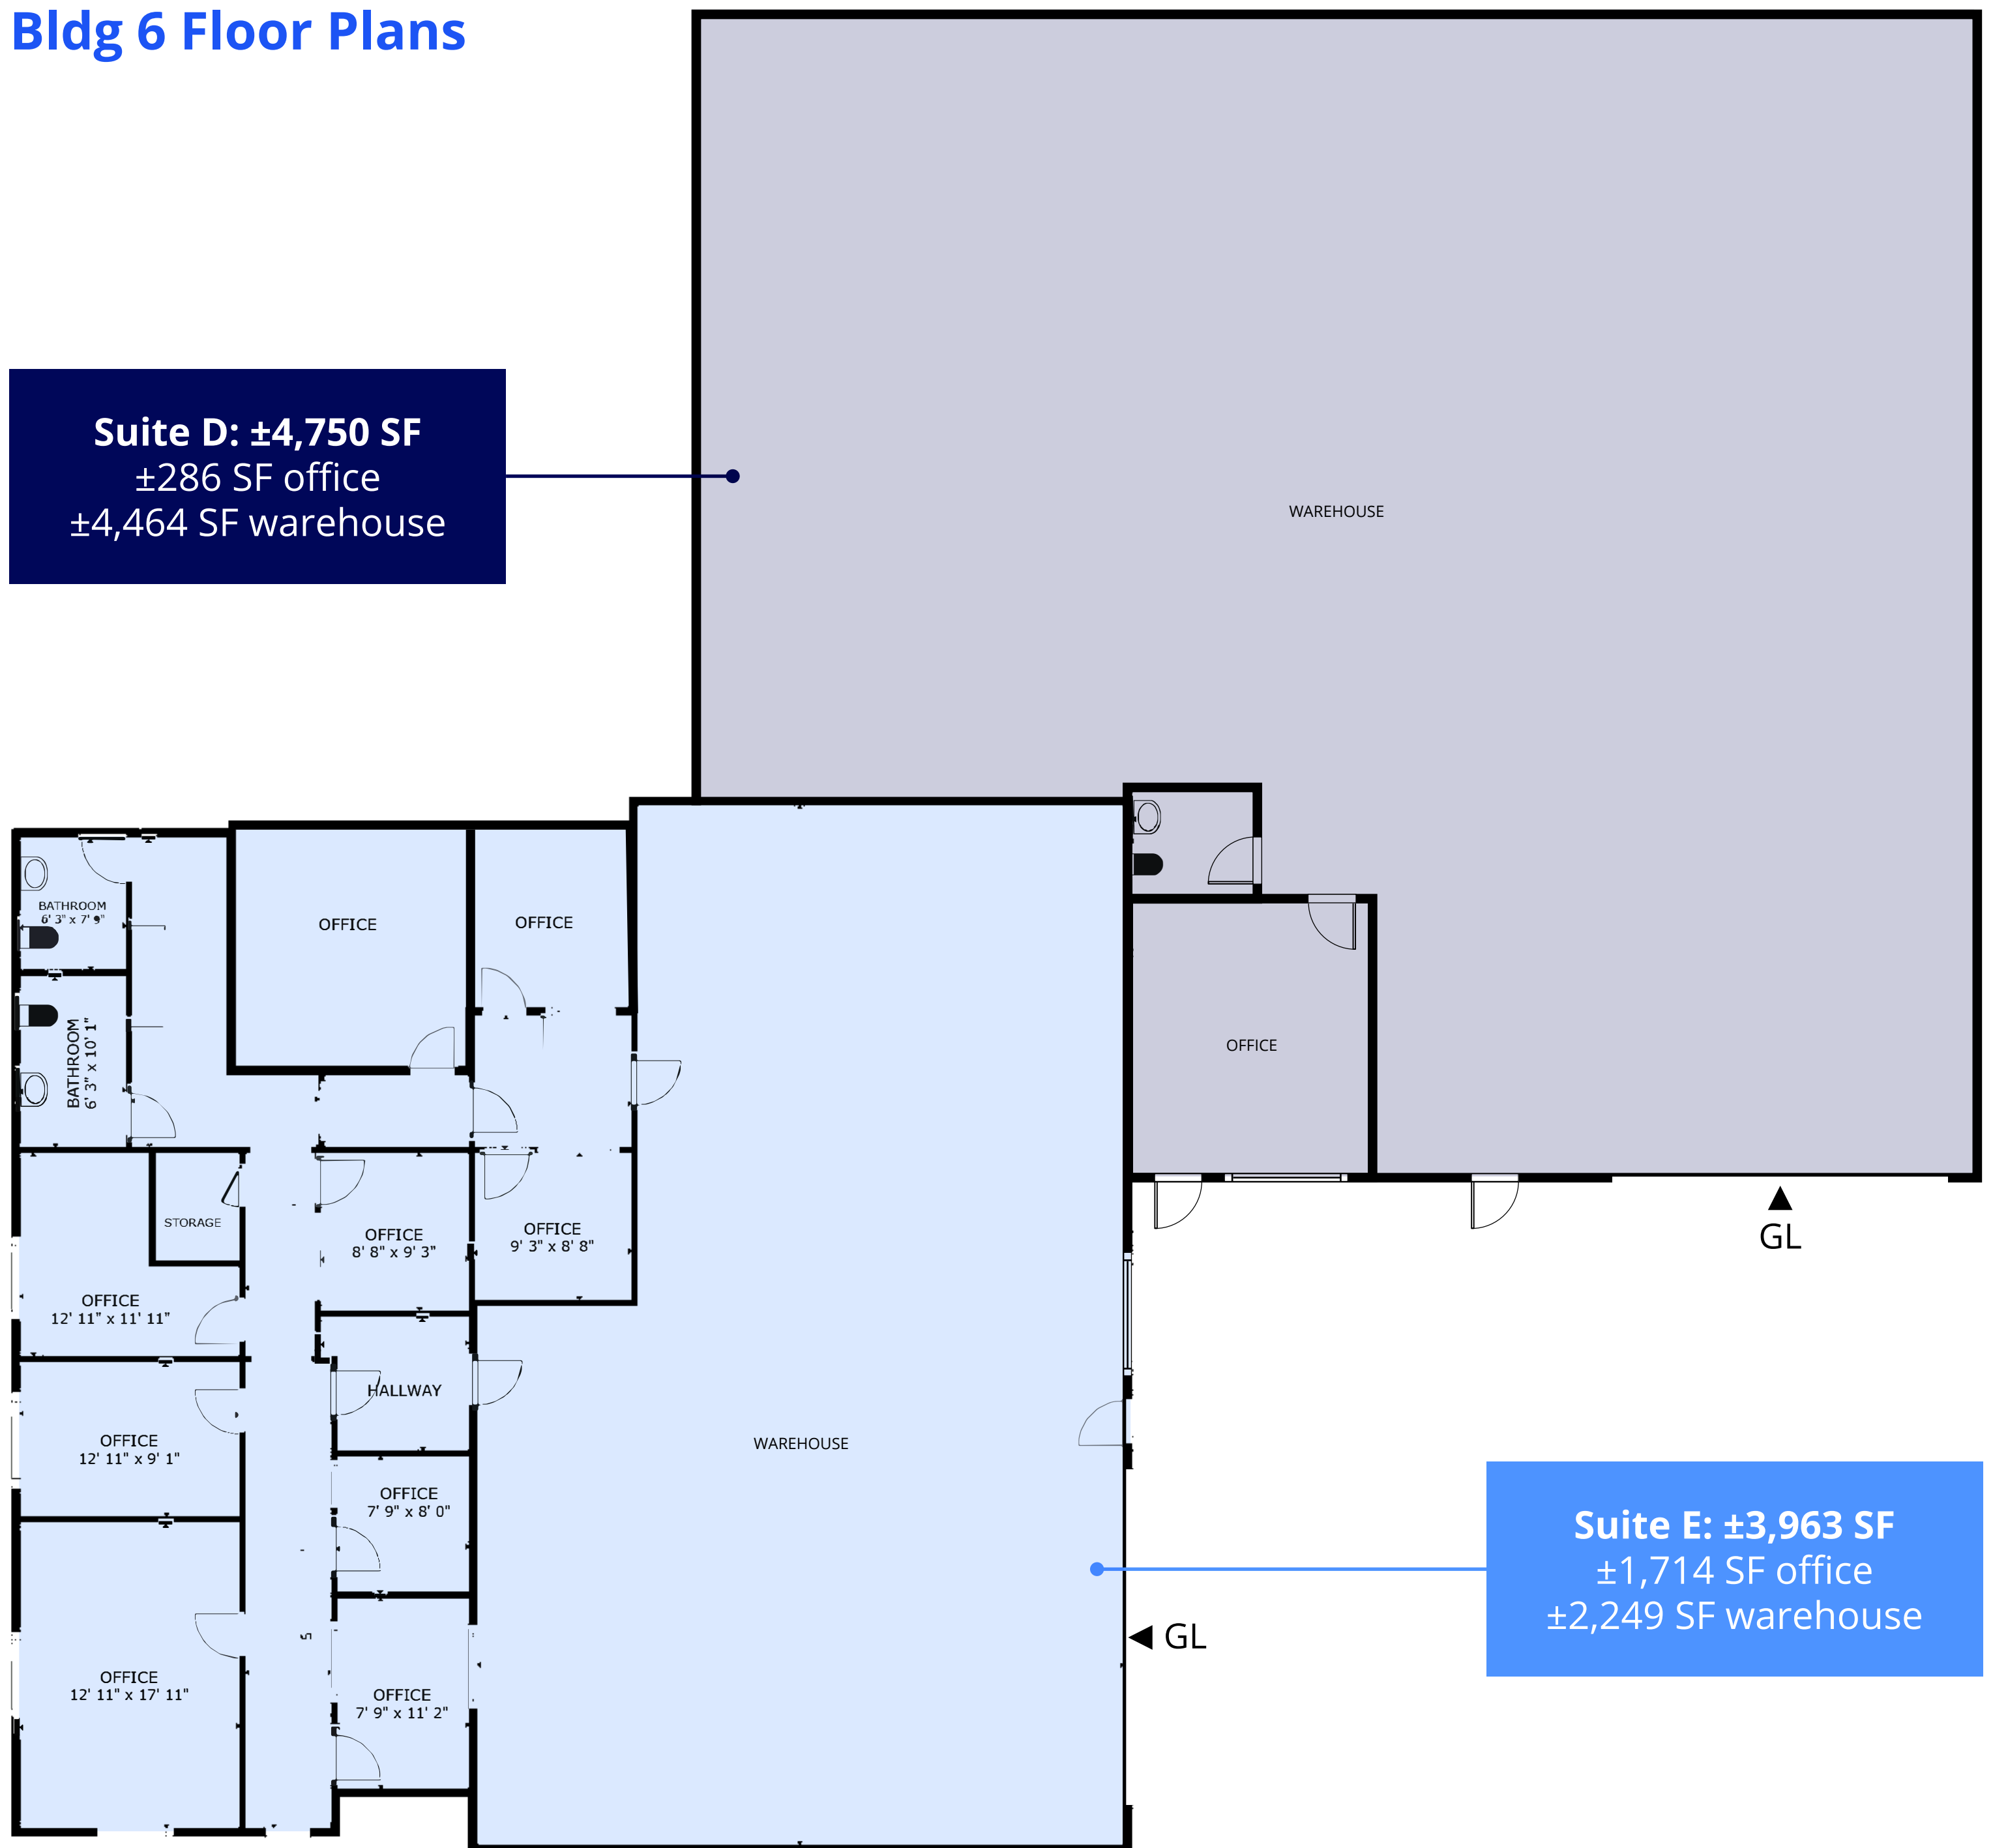 Bldg 6 Floor Plans
Suite D: ±4,750 SF
±286 SF office
±4,464 SF warehouse
WAREHOUSE
BATHROOM
6' 3" x 7' 9"
OFFICE
OFFICE
BATHROOM
6' 3" x 10' 1"
OFFICE
STORAGE
OFFICE
8' 8" x 9' 3"
OFFICE
9' 3" x 8' 8"
GL
OFFICE
12' 11" x 11' 11"
HALLWAY
OFFICE
12' 11" x 9' 1"
WAREHOUSE
OFFICE
7' 9" x 8' 0"
Suite E: ±3,963 SF
±1,714 SF office
±2,249 SF warehouse
GL
OFFICE
12' 11" x 17' 11"
OFFICE
7' 9" x 11' 2"